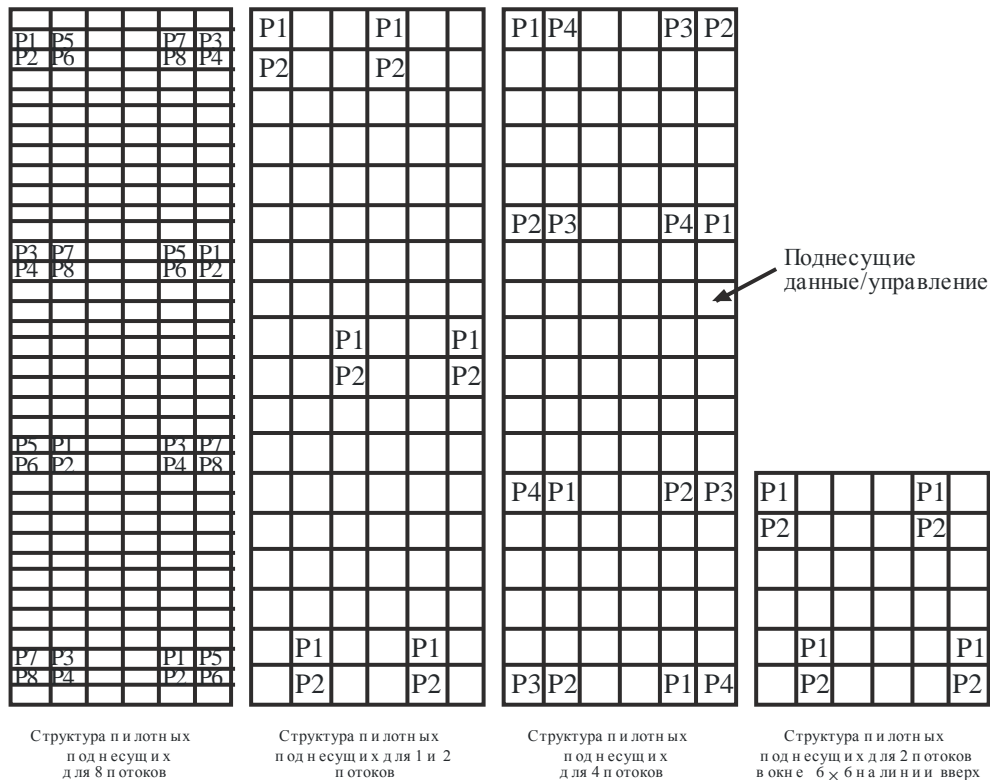 P1 P5 P7 P3
P2 P6 P8 P4
P3 P7 P5 P1
P4 P8 P6 P2
P5 P1 P3 P7
P6 P2 P4 P8
P7 P3 P1 P5
P8 P4 P2 P6
Структура пилотных
поднесущих
для 8 потоков
P1 P1
P2 P2
P1 P1
P2 P2
P1 P1
P2 P2
Структура пилотных
поднесущих для 1 и 2
потоков
P1 P4 P3 P2
P2 P3 P4 P1
P4 P1 P2 P3
P3 P2 P1 P4
Структура пилотных
поднесущих
для 4 потоков
Поднесущие
данные/управление
P1 P1
P2 P2
P1 P1
P2 P2
Структура пилотных
поднесущих для 2 потоков
в окне 6 × 6 на линии вверх